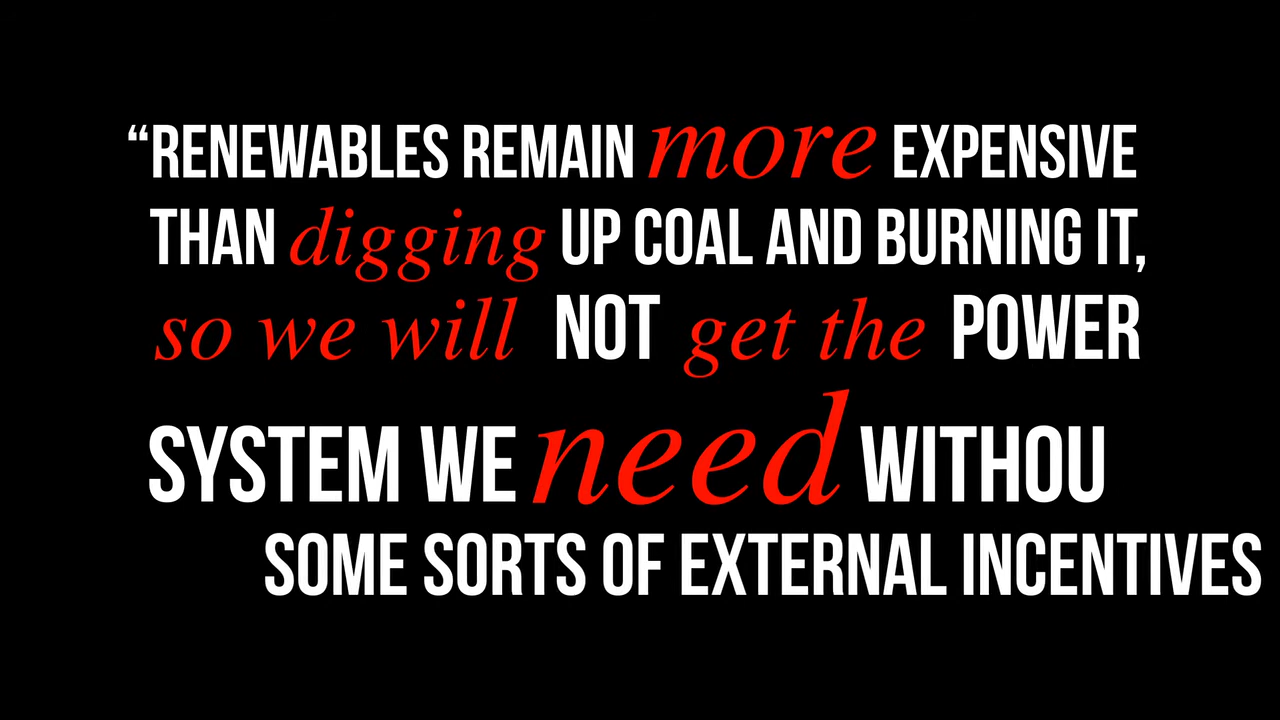 “RENEWABLES REMAIN more EXPENSIVE
THAN digging UP COAL AND BURNING IT,
so we will NOT get the POWER
SYSTEM WE need WITHOU
SOME SORTS OF EXTERNAL INCENTIVES